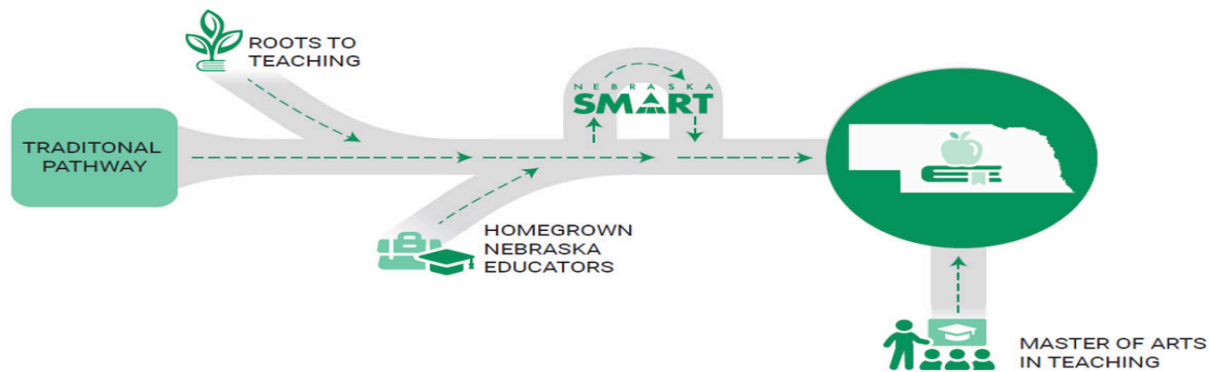 ROOTS TO
TEACHING
NEBRASKA
SMART
TRADITONAL
PATHWAY
HOMEGROWN
NEBRASKA
EDUCATORS
MASTER OF ARTS
IN TEACHING